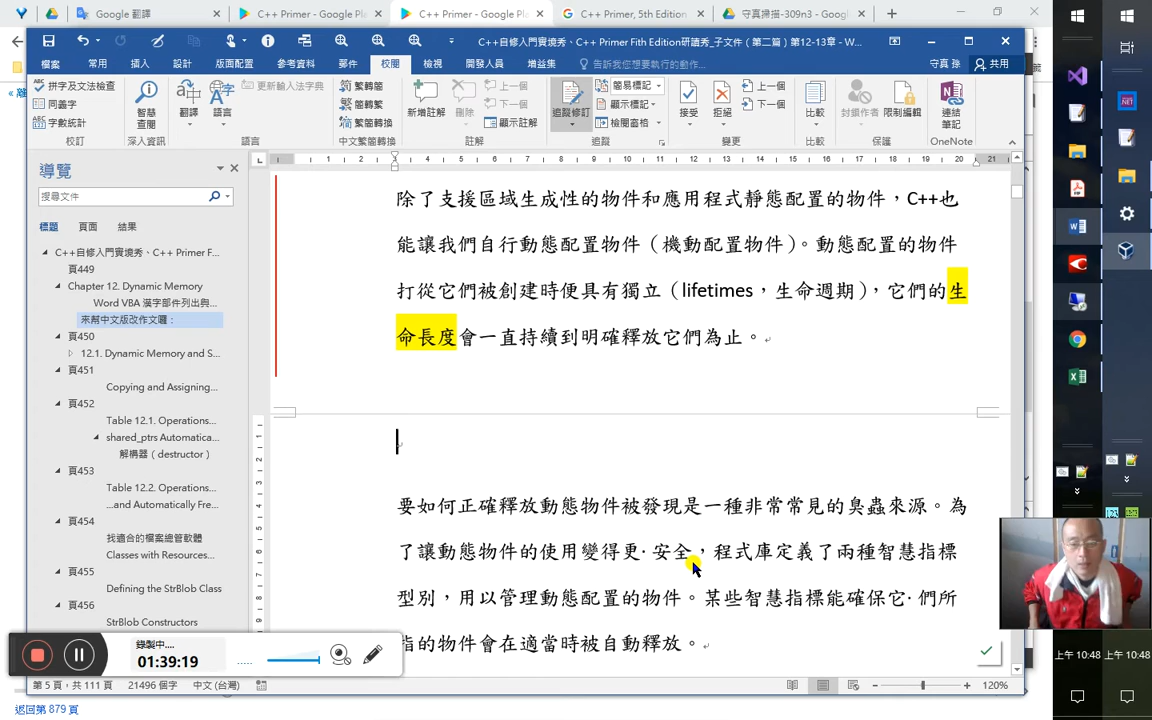 Google 翻譯
C++ Primer - Google Pl
C++ Primer - Google Pl
C++ Primer, 5th Edition
守真掃描-309n3 - Goog
C++自修入門實境秀、C++ Primer Fith Edition研讀秀_子文件（第二篇）第12-13章 - W...
檔案 常用 插入 設計 版面配置 參考資料 郵件 校閱 檢視 開發人員 增益集 告訴我您想要執行的動作... 守真 孫 共用
拼字及文法檢查
同義字
字數統計
校訂
智慧查閱
深入資訊
翻譯
語言
更新輸入法字典
語言
繁轉簡
簡轉繁
繁簡轉換
中文繁簡轉換
新增註解
刪除
上一個
下一個
顯示註解
註解
追蹤修訂
簡易標記
顯示標記
檢閱窗格
追蹤
接受
拒絕
上一個
下一個
變更
比較
比較
封鎖作者
限制編輯
保護
連結筆記
OneNote
導覽
搜尋文件
標題 頁面 結果
C++自修入門實境秀、C++ Primer F...
頁449
Chapter 12. Dynamic Memory
Word VBA 漢字部件列出與...
來幫中文版改作文囉：
頁450
12.1. Dynamic Memory and S...
頁451
Copying and Assigning...
頁452
Table 12.1. Operations...
shared_ptrs Automatica...
解構器（destructor）
頁453
Table 12.2. Operations...
...and Automatically Fre...
頁454
找適合的檔案總管軟體
Classes with Resources...
頁455
Defining the StrBlob Class
頁456
StrBlob Constructors
除了支援區域生成性的物件和應用程式靜態配置的物件，C++也
能讓我們自行動態配置物件（機動配置物件）。動態配置的物件
打從它們被創建時便具有獨立（lifetimes，生命週期），它們的生
命長度會一直持續到明確釋放它們為止。
要如何正確釋放動態物件被發現是一種非常常見的臭蟲來源。為
了讓動態物件的使用變得更 安全，程式庫定義了兩種智慧指標
型別，用以管理動態配置的物件。某些智慧指標能確保它 們所
指的物件會在適當時被自動釋放。
錄製中....
01:39:19
第 5 頁，共 111 頁 21496 個字 中文 (台灣) 120%
返回第 879 頁
上午 10:48
上午 10:48